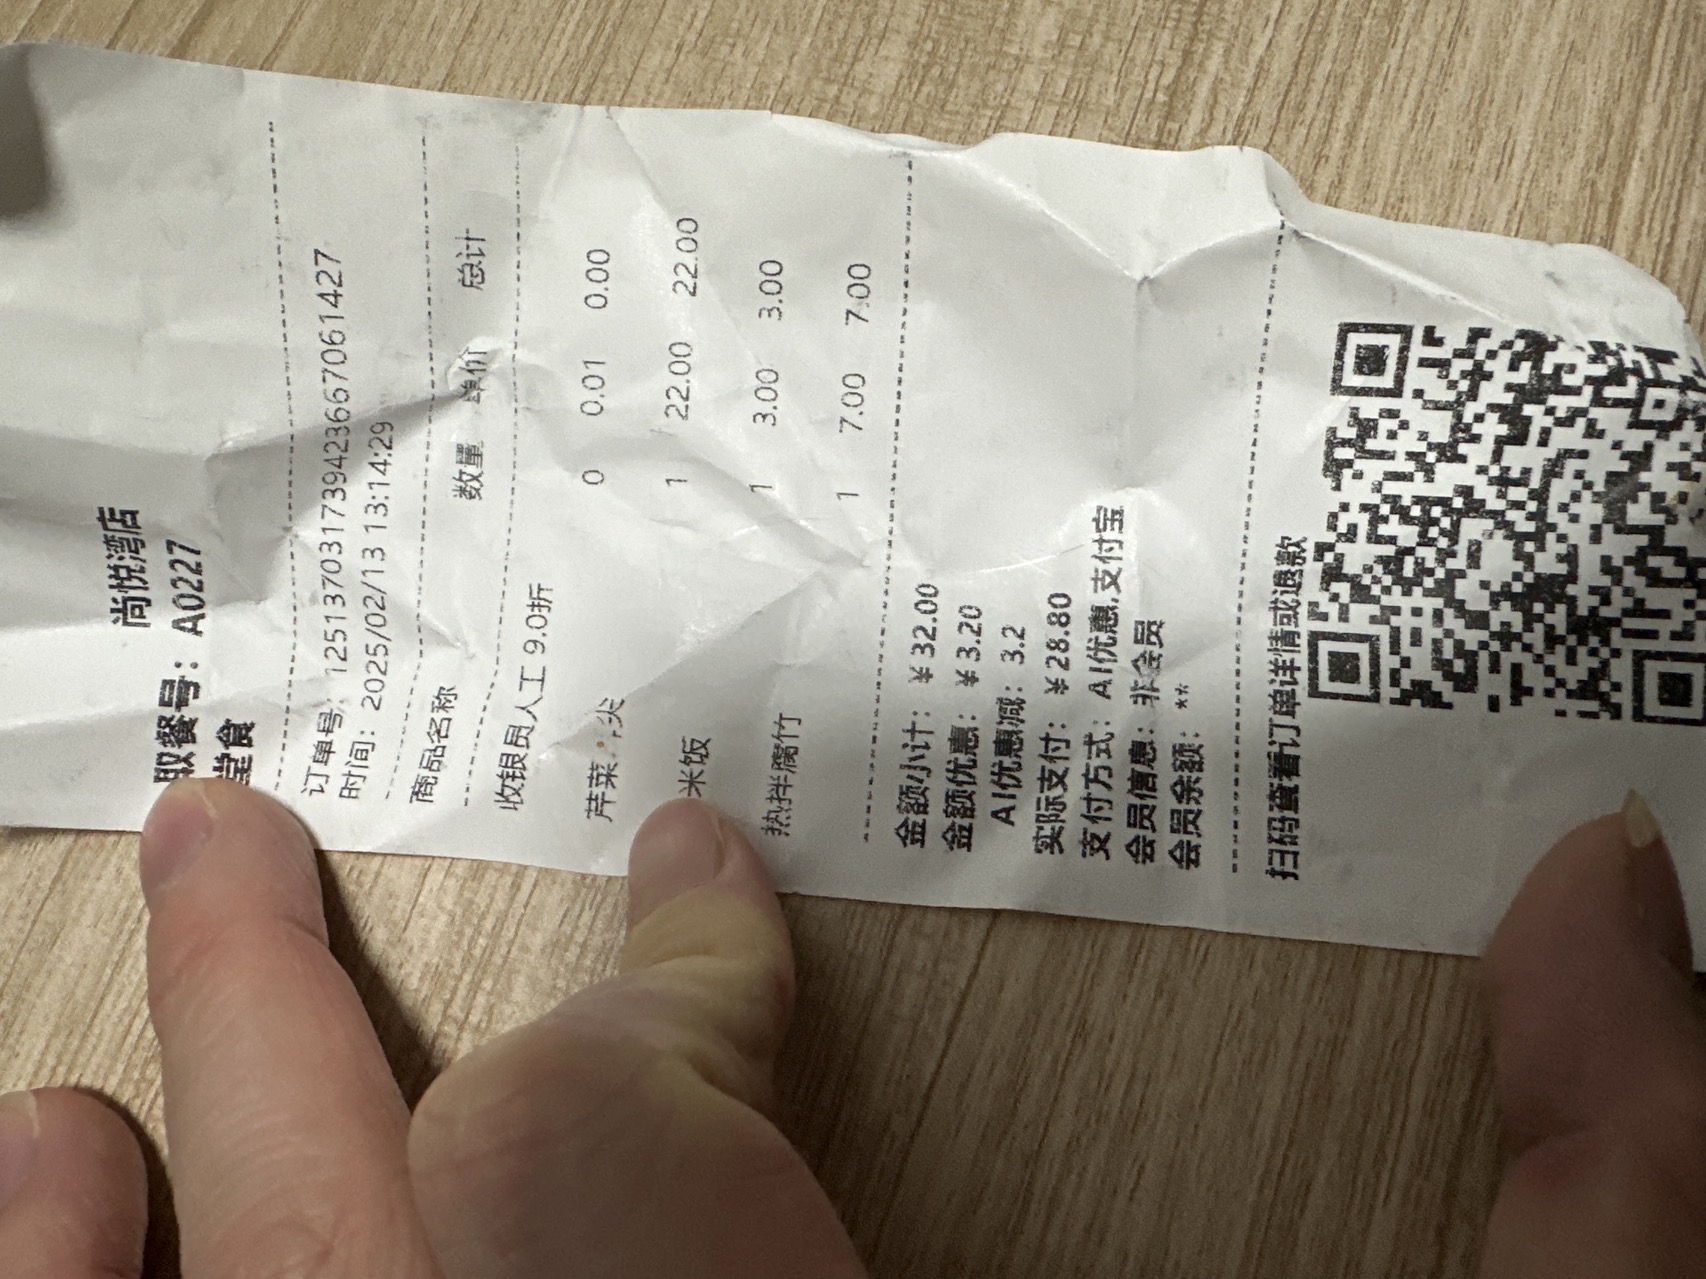 尚悦湾店
取餐号：A0227
堂食
订单号：1251370317394236670614​27
时间：2025/02/13 13:14:29
商品名称 数量 单价 总计
收银员人工 9.0折
0 0.01 0.00
芹菜 尖
1 22.00 22.00
米饭
1 3.00 3.00
热拌腐竹
1 7.00 7.00
金额小计：￥32.00
金额优惠：￥3.20
AI优惠减：3.2
实际支付：￥28.80
支付方式：AI优惠,支付宝
会员信息：非会员
会员余额：**
扫码查看订单详情或退款